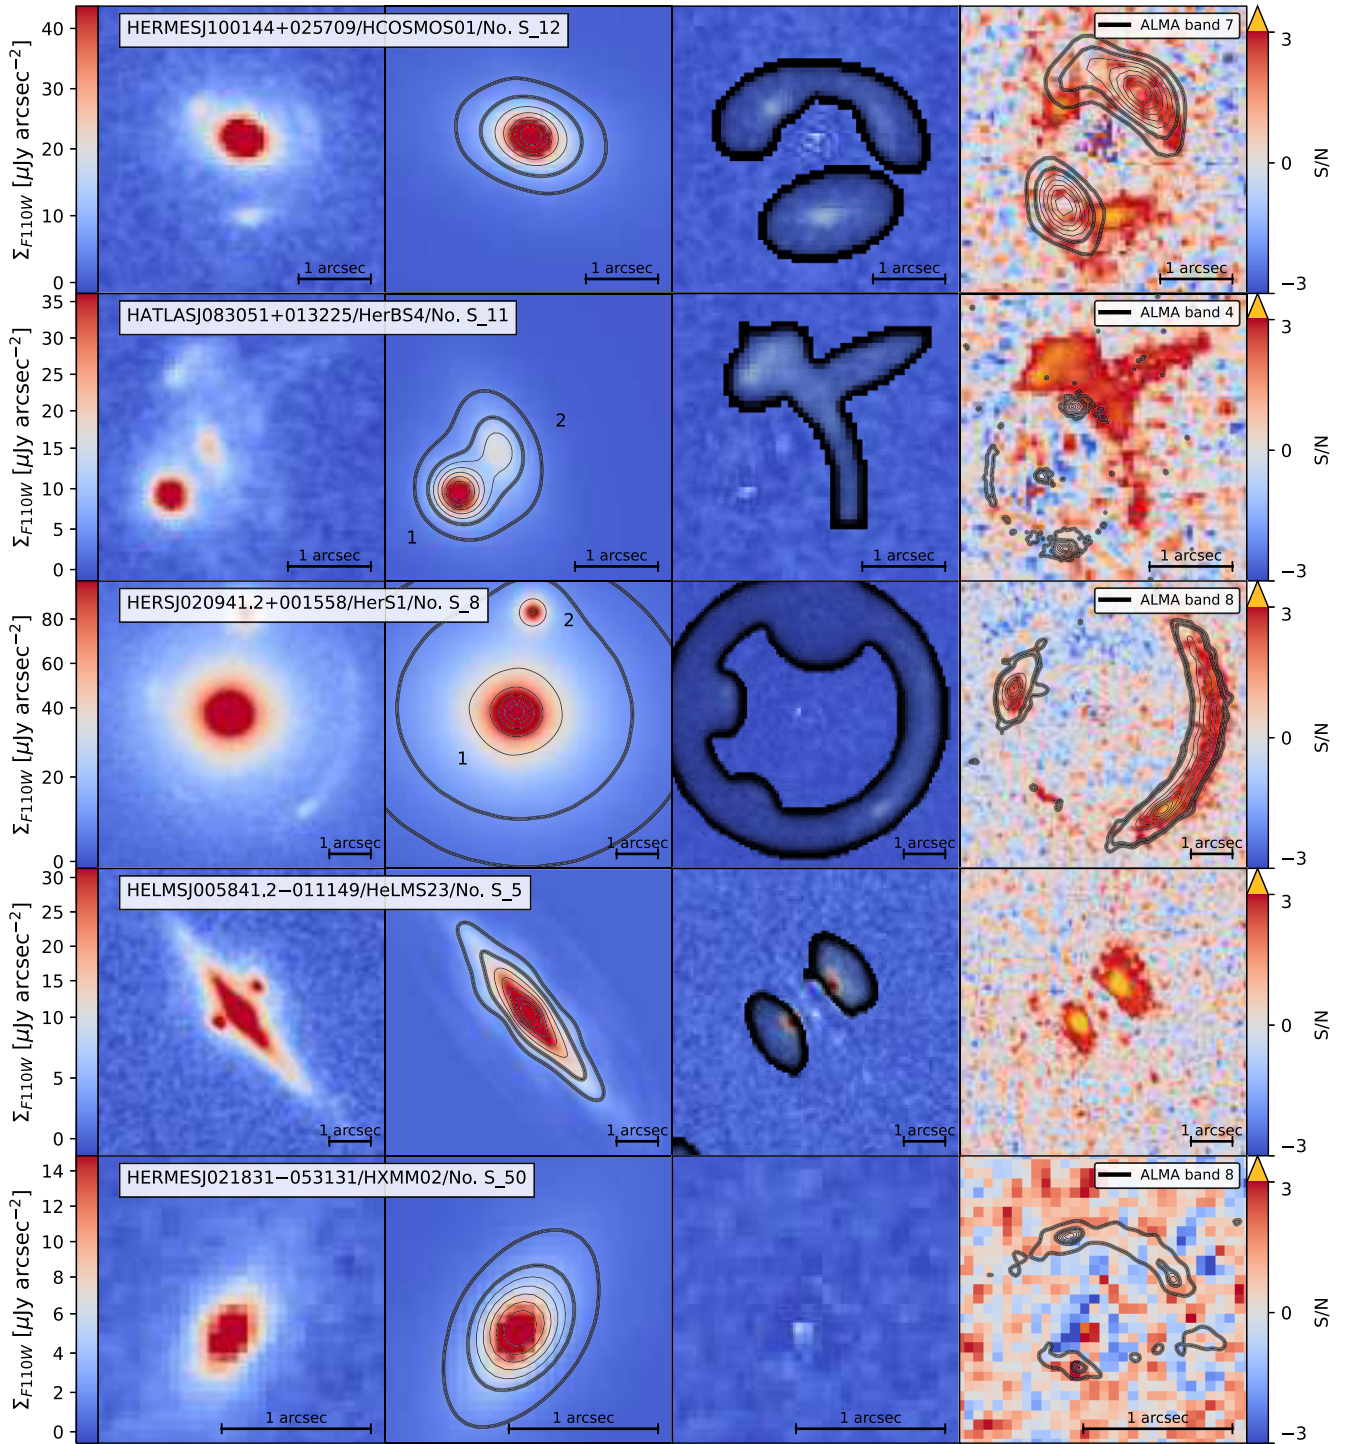 HERMESJ100144+025709/HCOSMOS01/No. S_12
ALMA band 7
40
30
20
10
0
Σ_F110W [μJy arcsec⁻²]
1 arcsec
1 arcsec
1 arcsec
1 arcsec
3
0
−3
S/N
HATLASJ083051+013225/HerBS4/No. S_11
ALMA band 4
35
30
25
20
15
10
5
0
Σ_F110W [μJy arcsec⁻²]
2
1
1 arcsec
1 arcsec
1 arcsec
1 arcsec
3
0
−3
S/N
HERSJ020941.2+001558/HerS1/No. S_8
ALMA band 8
80
60
40
20
0
Σ_F110W [μJy arcsec⁻²]
2
1
1 arcsec
1 arcsec
1 arcsec
1 arcsec
3
0
−3
S/N
HELMSJ005841.2−011149/HeLMS23/No. S_5
30
25
20
15
10
5
0
Σ_F110W [μJy arcsec⁻²]
1 arcsec
1 arcsec
1 arcsec
1 arcsec
3
0
−3
S/N
HERMESJ021831−053131/HXMM02/No. S_50
ALMA band 8
14
12
10
8
6
4
2
0
Σ_F110W [μJy arcsec⁻²]
1 arcsec
1 arcsec
1 arcsec
1 arcsec
3
0
−3
S/N